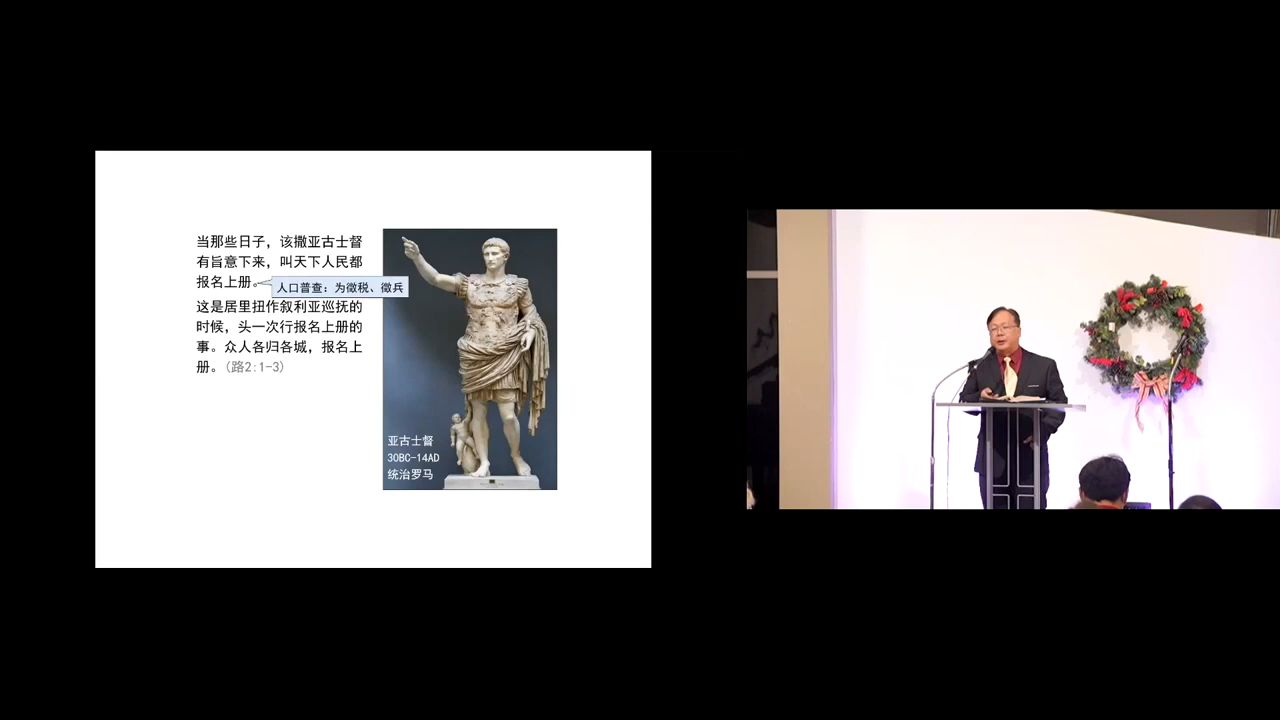 当那些日子，该撒亚古士督
有旨意下来，叫天下人民都
报名上册。
人口普查：为徵税、徵兵
这是居里扭作叙利亚巡抚的
时候，头一次行报名上册的
事。众人各归各城，报名上
册。(路2:1-3)
亚古士督
30BC-14AD
统治罗马